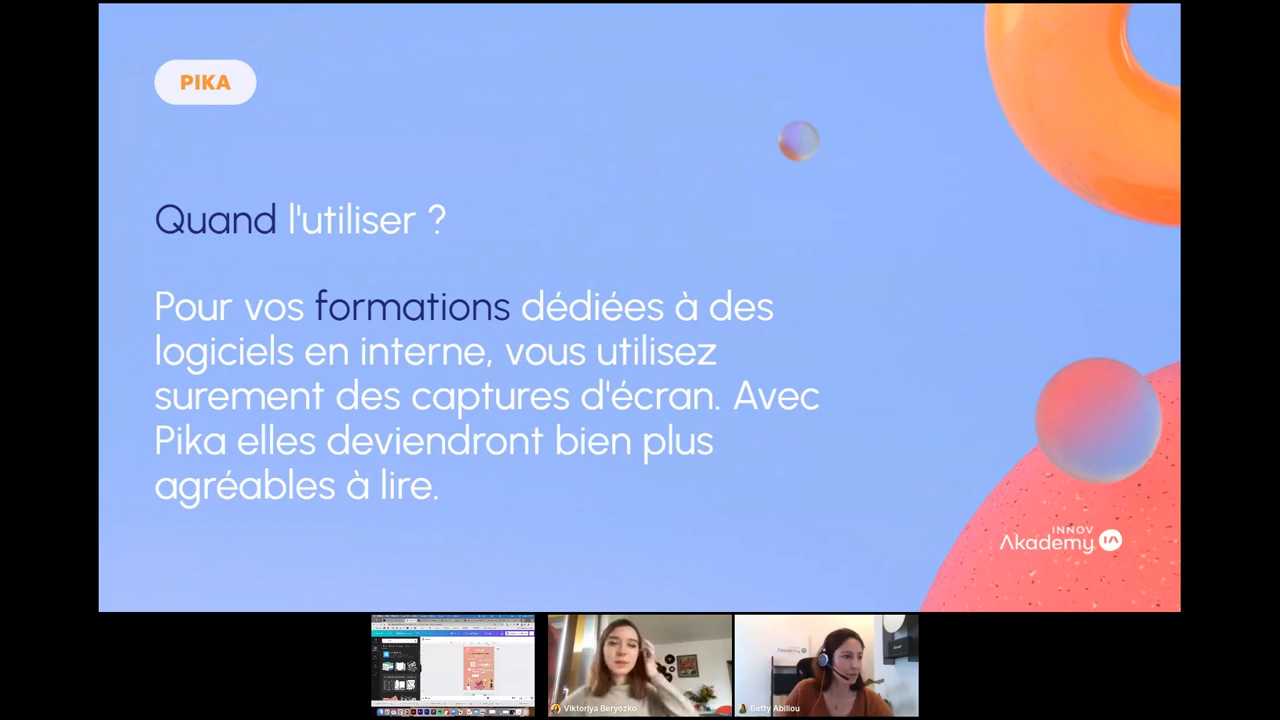 PIKA
Quand l'utiliser ?
Pour vos formations dédiées à des
logiciels en interne, vous utilisez
surement des captures d'écran. Avec
Pika elles deviendront bien plus
agréables à lire.
INNOV
Akademy IA
Viktoriya Beryozko
Betty Abillou